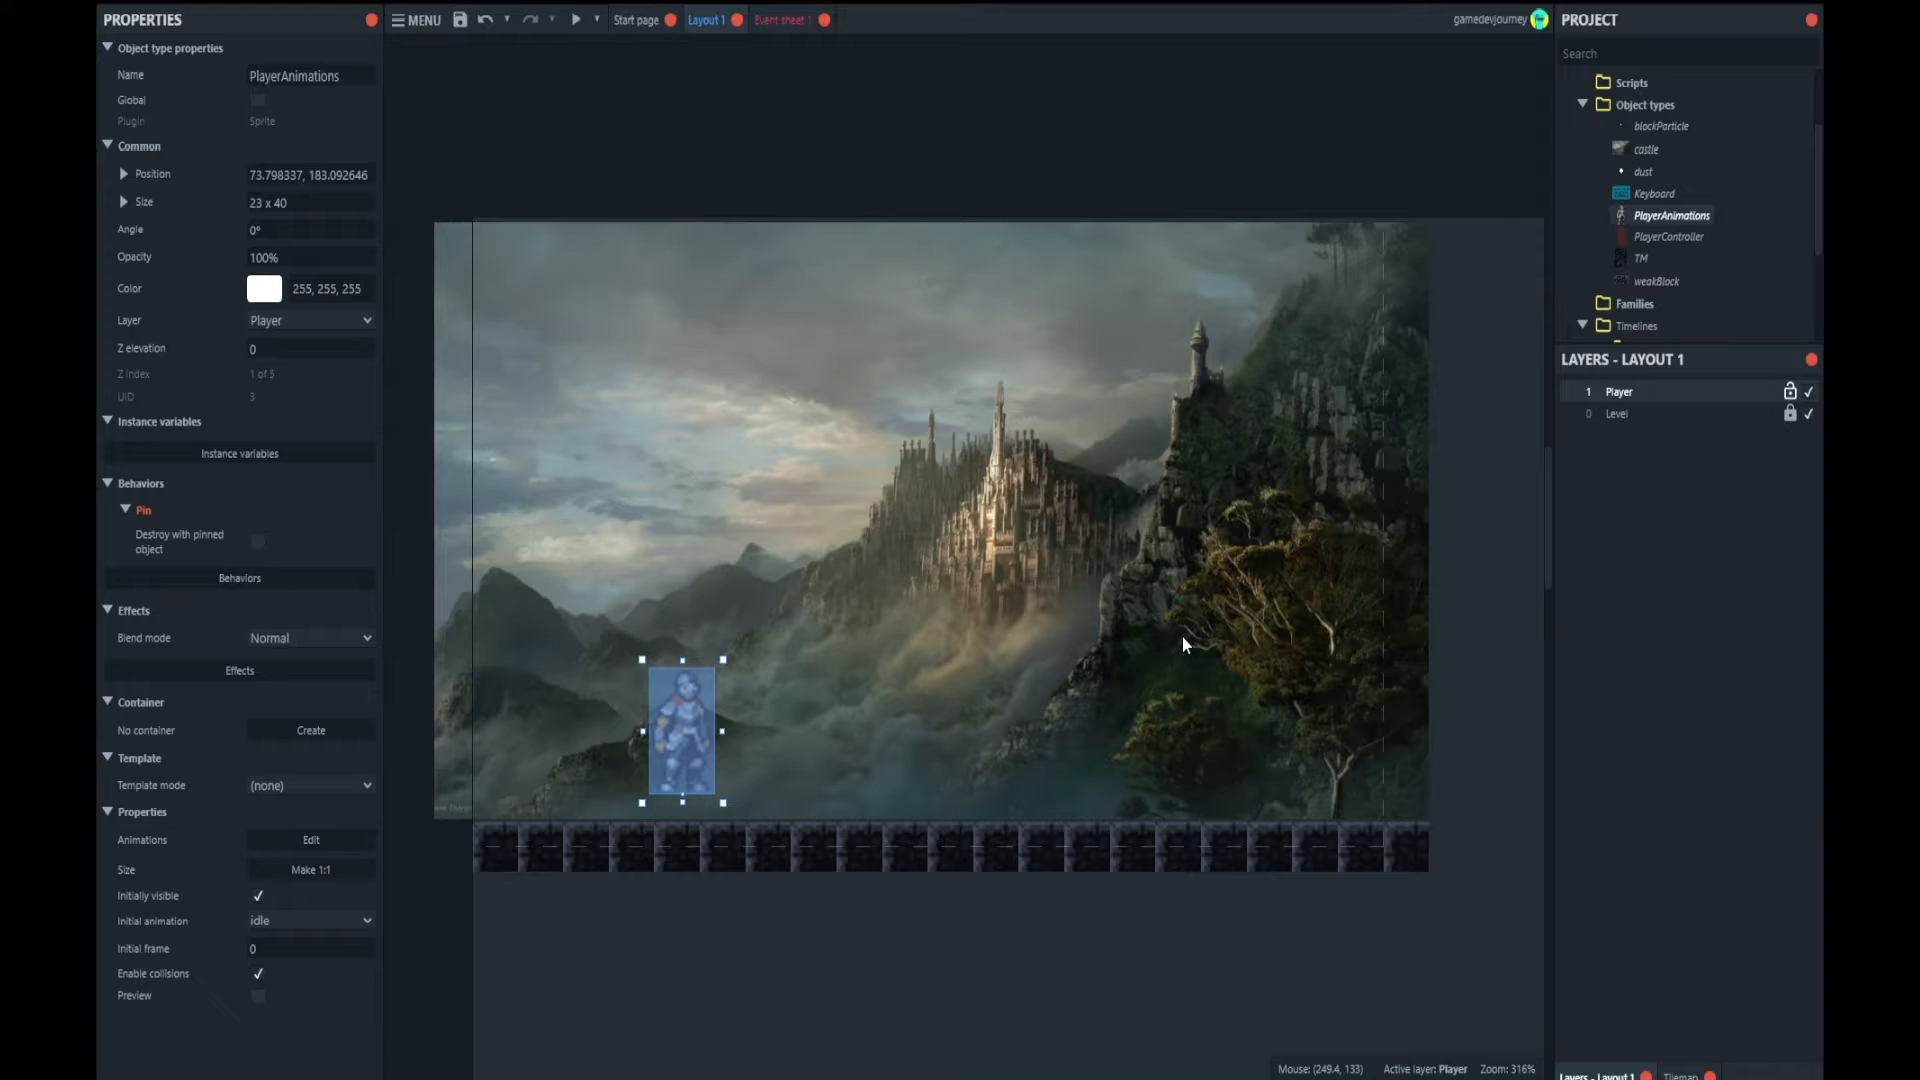 PROPERTIES
MENU
Start page
Layout 1
Event sheet 1
gamedevjourney
PROJECT
Object type properties
Name PlayerAnimations
Global
Plugin Sprite
Common
Position 73.798337, 183.092646
Size 23 x 40
Angle 0°
Opacity 100%
Color 255, 255, 255
Layer Player
Z elevation 0
Z index 1 of 5
UID 3
Instance variables
Instance variables
Behaviors
Pin
Destroy with pinned
object
Behaviors
Effects
Blend mode Normal
Effects
Container
No container Create
Template
Template mode (none)
Properties
Animations Edit
Size Make 1:1
Initially visible
Initial animation idle
Initial frame 0
Enable collisions
Preview
Search
Scripts
Object types
blockParticle
castle
dust
Keyboard
PlayerAnimations
PlayerController
TM
weakBlock
Families
Timelines
LAYERS - LAYOUT 1
1 Player
0 Level
Mouse: (249.4, 133) Active layer: Player Zoom: 316%
Layers - Layout 1
Tilemap